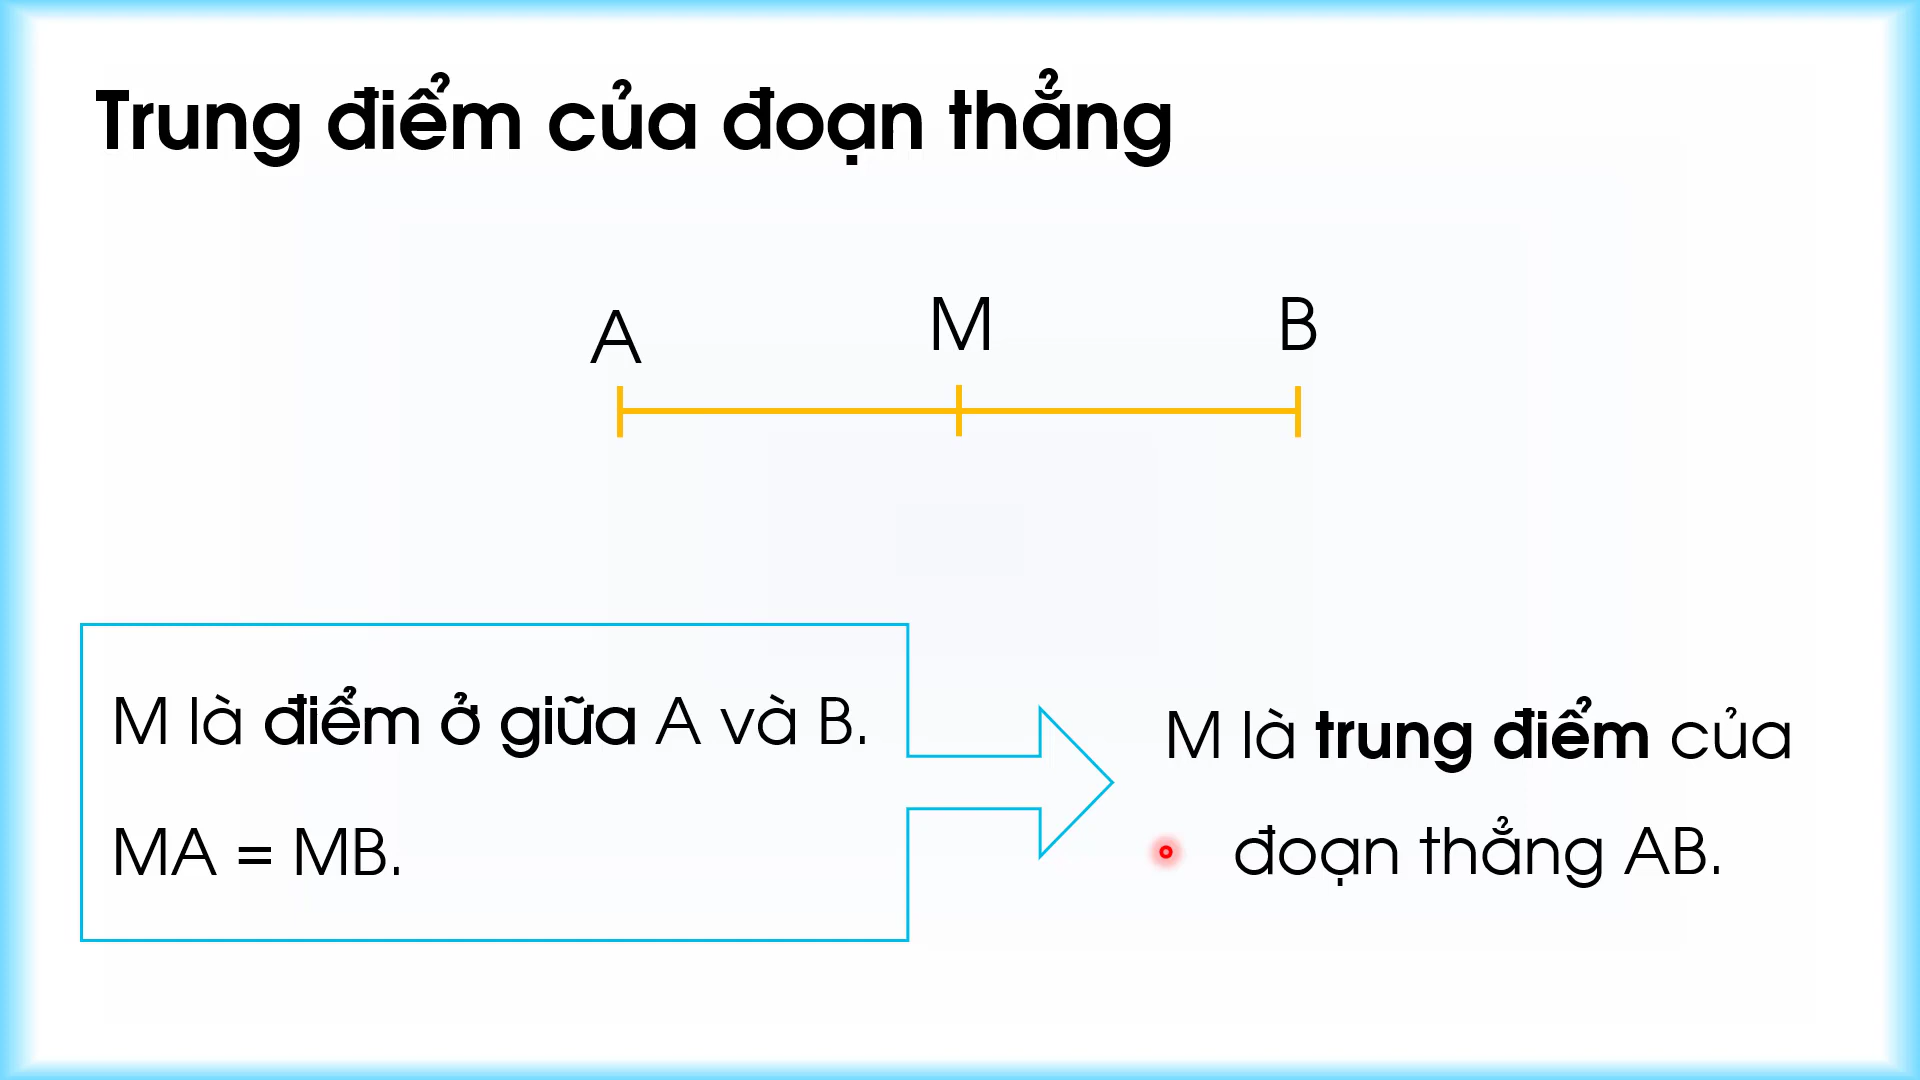 Trung điểm của đoạn thẳng
A M B
M là điểm ở giữa A và B.
MA = MB.
M là trung điểm của
đoạn thẳng AB.